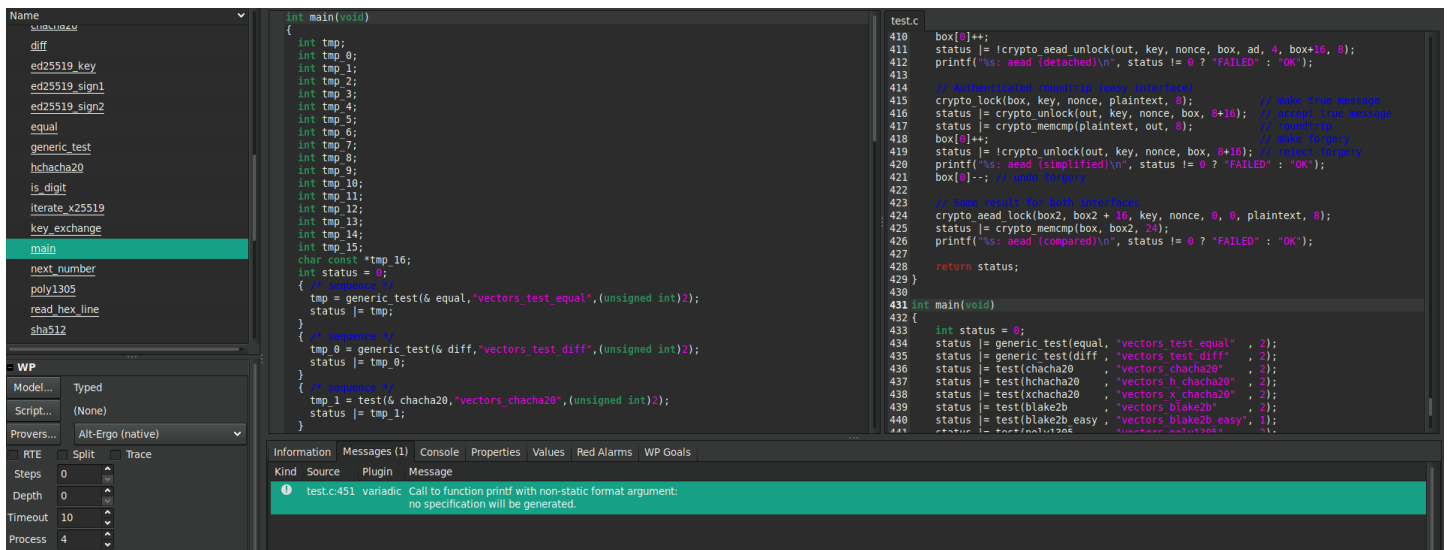 Name
chacha20
diff
ed25519_key
ed25519_sign1
ed25519_sign2
equal
generic_test
hchacha20
is_digit
iterate_x25519
key_exchange
main
next_number
poly1305
read_hex_line
sha512
WP
Model... Typed
Script... (None)
Provers... Alt-Ergo (native)
RTE Split Trace
Steps 0
Depth 0
Timeout 10
Process 4
int main(void)
{
int tmp;
int tmp_0;
int tmp_1;
int tmp_2;
int tmp_3;
int tmp_4;
int tmp_5;
int tmp_6;
int tmp_7;
int tmp_8;
int tmp_9;
int tmp_10;
int tmp_11;
int tmp_12;
int tmp_13;
int tmp_14;
int tmp_15;
char const *tmp_16;
int status = 0;
{ /* sequence */
tmp = generic_test(& equal,"vectors_test_equal",(unsigned int)2);
status |= tmp;
}
{ /* sequence */
tmp_0 = generic_test(& diff,"vectors_test_diff",(unsigned int)2);
status |= tmp_0;
}
{ /* sequence */
tmp_1 = test(& chacha20,"vectors_chacha20",(unsigned int)2);
status |= tmp_1;
}
test.c
410 box[0]++;
411 status |= !crypto_aead_unlock(out, key, nonce, box, ad, 4, box+16, 8);
412 printf("%s: aead (detached)\n", status != 0 ? "FAILED" : "OK");
413
414 // Authenticated roundtrip (easy interface)
415 crypto_lock(box, key, nonce, plaintext, 8); // make true message
416 status |= crypto_unlock(out, key, nonce, box, 8+16); // accept true message
417 status |= crypto_memcmp(plaintext, out, 8); // roundtrip
418 box[0]++; // make forgery
419 status |= !crypto_unlock(out, key, nonce, box, 8+16); // reject forgery
420 printf("%s: aead (simplified)\n", status != 0 ? "FAILED" : "OK");
421 box[0]--; // undo forgery
422
423 // Same result for both interfaces
424 crypto_aead_lock(box2, box2 + 16, key, nonce, 0, 0, plaintext, 8);
425 status |= crypto_memcmp(box, box2, 24);
426 printf("%s: aead (compared)\n", status != 0 ? "FAILED" : "OK");
427
428 return status;
429 }
430
431 int main(void)
432 {
433 int status = 0;
434 status |= generic_test(equal, "vectors_test_equal" , 2);
435 status |= generic_test(diff , "vectors_test_diff" , 2);
436 status |= test(chacha20 , "vectors_chacha20" , 2);
437 status |= test(hchacha20 , "vectors_h_chacha20" , 2);
438 status |= test(xchacha20 , "vectors_x_chacha20" , 2);
439 status |= test(blake2b , "vectors_blake2b" , 2);
440 status |= test(blake2b_easy , "vectors_blake2b_easy", 1);
441 status |= test(poly1305 , "vectors_poly1305" , 2);
Information Messages (1) Console Properties Values Red Alarms WP Goals
Kind Source Plugin Message
test.c:451 variadic Call to function printf with non-static format argument:
no specification will be generated.